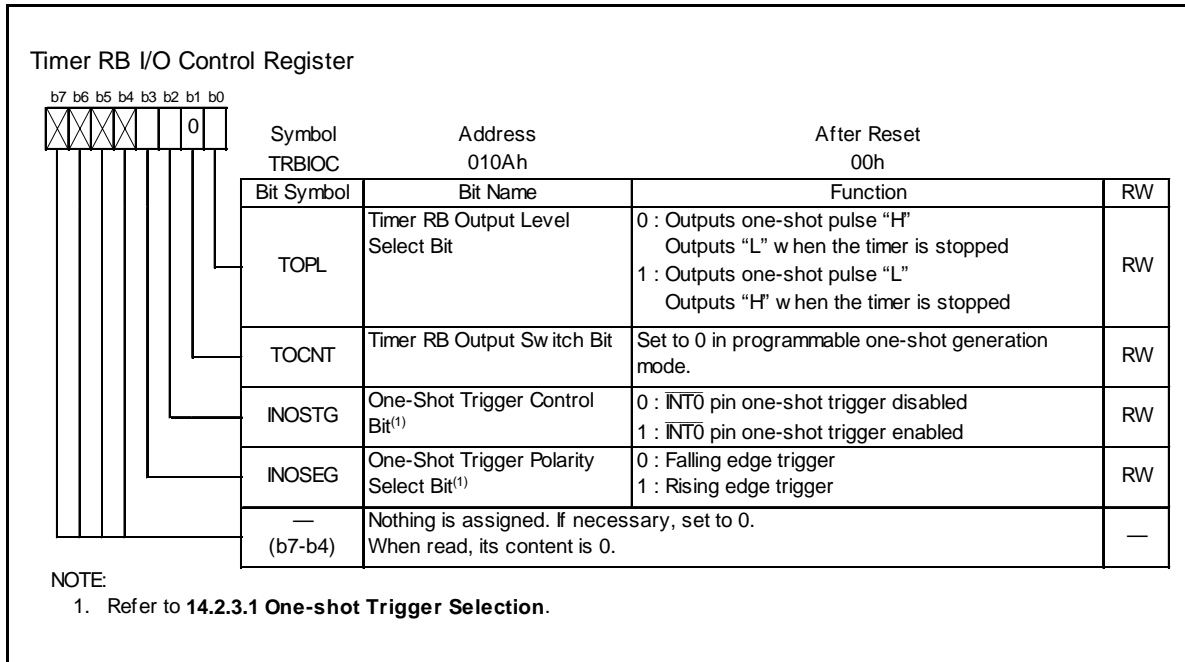 Timer RB I/O Control Register
b7 b6 b5 b4 b3 b2 b1 b0
0
Symbol Address After Reset
TRBIOC 010Ah 00h
Bit Symbol Bit Name Function RW
TOPL Timer RB Output Level Select Bit 0 : Outputs one-shot pulse “H”
Outputs “L” when the timer is stopped
1 : Outputs one-shot pulse “L”
Outputs “H” when the timer is stopped RW
TOCNT Timer RB Output Switch Bit Set to 0 in programmable one-shot generation
mode. RW
INOSTG One-Shot Trigger Control
Bit(1) 0 : INT0 pin one-shot trigger disabled
1 : INT0 pin one-shot trigger enabled RW
INOSEG One-Shot Trigger Polarity
Select Bit(1) 0 : Falling edge trigger
1 : Rising edge trigger RW
— Nothing is assigned. If necessary, set to 0.
(b7-b4) When read, its content is 0. —
NOTE:
1. Refer to 14.2.3.1 One-shot Trigger Selection.